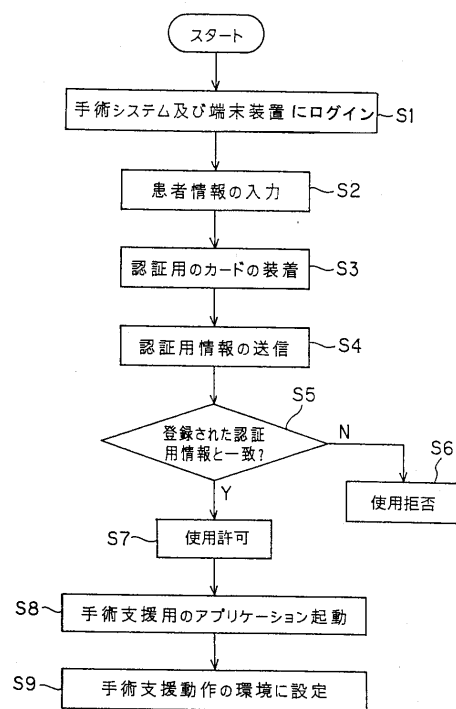 スタート
手術システム及び端末装置にログイン
S1
患者情報の入力
S2
認証用のカードの装着
S3
認証用情報の送信
S4
S5
登録された認証
用情報と一致?
N
S6
使用拒否
Y
S7
使用許可
S8
手術支援用のアプリケーション起動
S9
手術支援動作の環境に設定